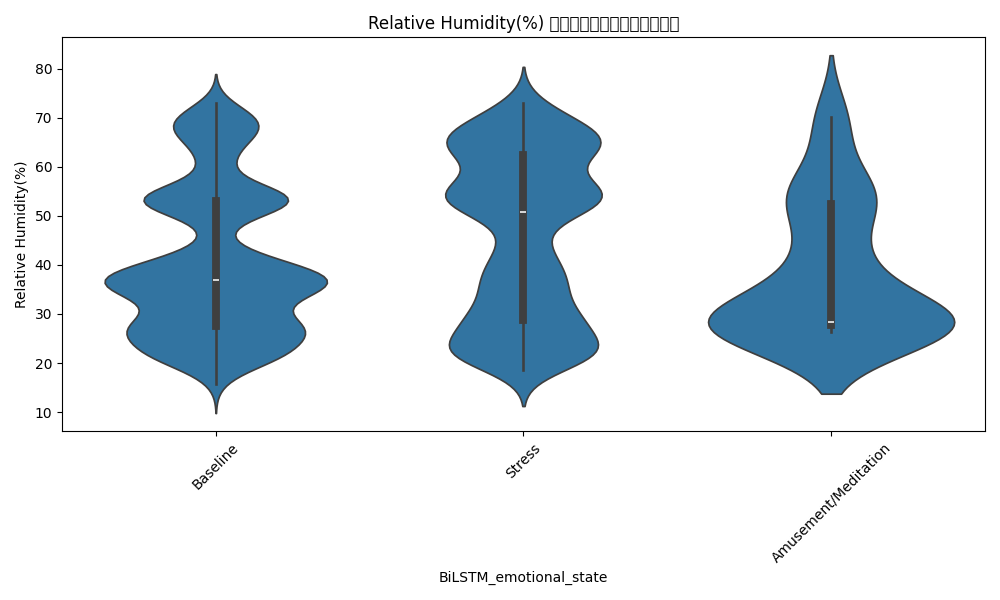 Relative Humidity(%)
80
70
60
50
40
30
20
10
Relative Humidity(%)
Baseline
Stress
Amusement/Meditation
BiLSTM_emotional_state